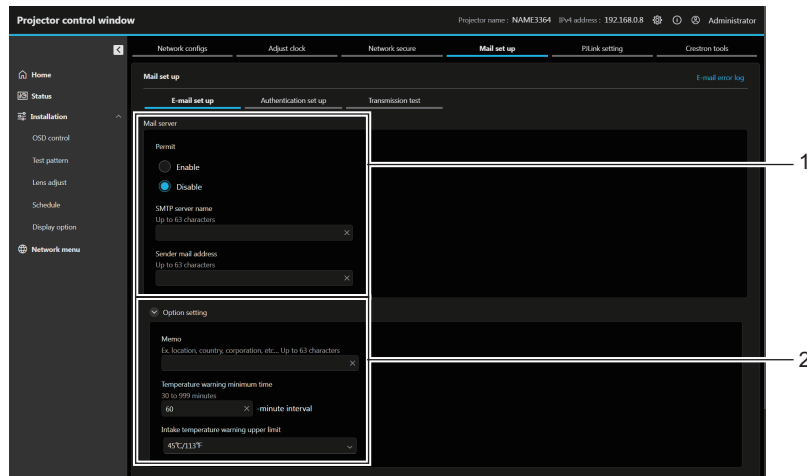 Projector control window
Projector name : NAME3364 IPv4 address : 192.168.0.8 Administrator
Network configs Adjust clock Network secure Mail set up PJLink setting Crestron tools
Home
Status
Installation
OSD control
Test pattern
Lens adjust
Schedule
Display option
Network menu
Mail set up
E-mail error log
E-mail set up Authentication set up Transmission test
Mail server
Permit
Enable
Disable
SMTP server name
Up to 63 characters
Sender mail address
Up to 63 characters
1
Option setting
Memo
Ex. location, country, corporation, etc... Up to 63 characters
2
Temperature warning minimum time
30 to 999 minutes
60 -minute interval
Intake temperature warning upper limit
45℃/113℉